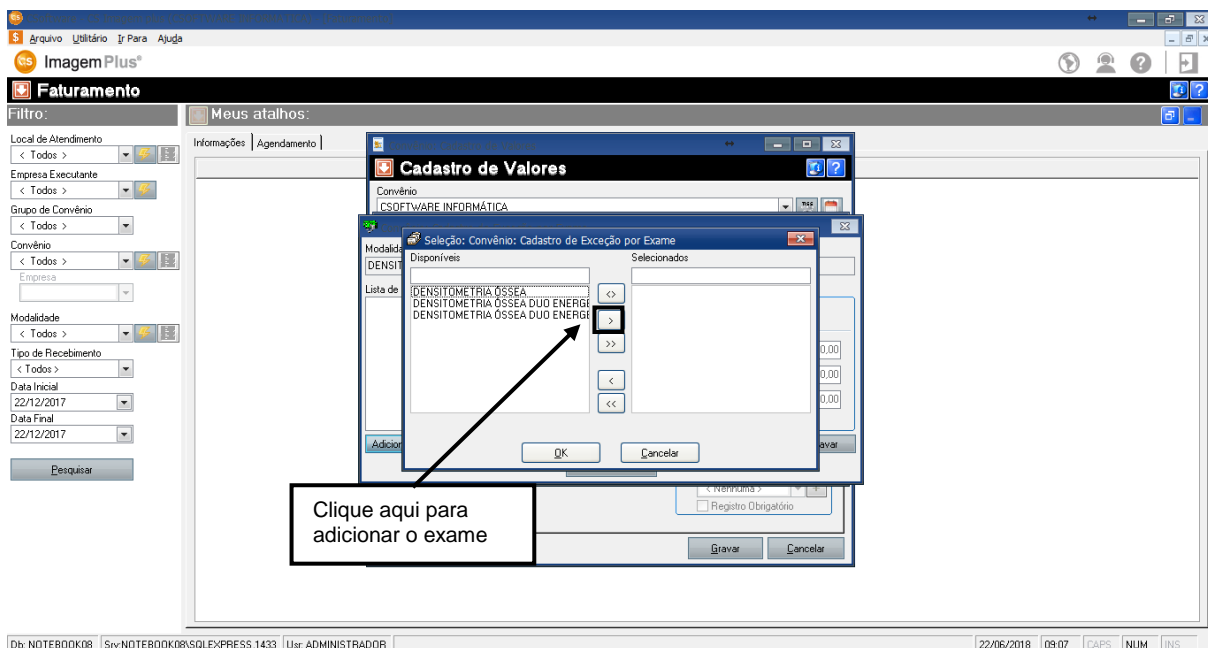 Arquivo Utilitário Ir Para Ajuda
CS ImagemPlus®
Faturamento
Filtro:
Meus atalhos:
Informações Agendamento
Local de Atendimento
< Todos >
Empresa Executante
< Todos >
Grupo de Convênio
< Todos >
Convênio
< Todos >
Empresa
Modalidade
< Todos >
Tipo de Recebimento
< Todos >
Data Inicial
22/12/2017
Data Final
22/12/2017
Pesquisar
Cadastro de Valores
Convênio
CSOFTWARE INFORMÁTICA
Modalida
DENSIT
Lista de
Seleção: Convênio: Cadastro de Exceção por Exame
Disponíveis
Selecionados
DENSITOMETRIA ÓSSEA
DENSITOMETRIA ÓSSEA DUO ENERGE
DENSITOMETRIA ÓSSEA DUO ENERGE
<>
>
>>
<
<<
0,00
0,00
0,00
Adicion
OK
Cancelar
avar
< Nenhuma >
Registro Obrigatório
Gravar
Cancelar
Clique aqui para
adicionar o exame
Db: NOTEBOOK08 Srv:NOTEBOOK08\SQLEXPRESS,1433 Usr: ADMINISTRADOR 22/06/2018 09:07 CAPS NUM INS